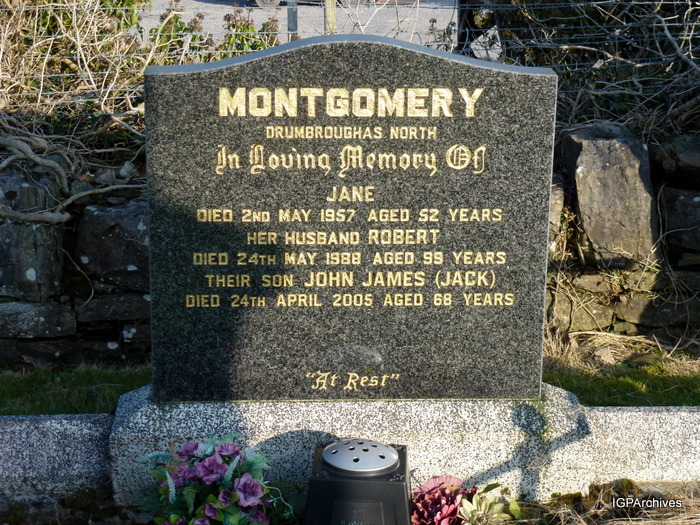 MONTGOMERY
DRUMBROUGHAS NORTH
In Loving Memory Of
JANE
DIED 2ND MAY 1957 AGED 52 YEARS
HER HUSBAND ROBERT
DIED 24TH MAY 1988 AGED 99 YEARS
THEIR SON JOHN JAMES (JACK)
DIED 24TH APRIL 2005 AGED 68 YEARS
"At Rest"
IGPArchives